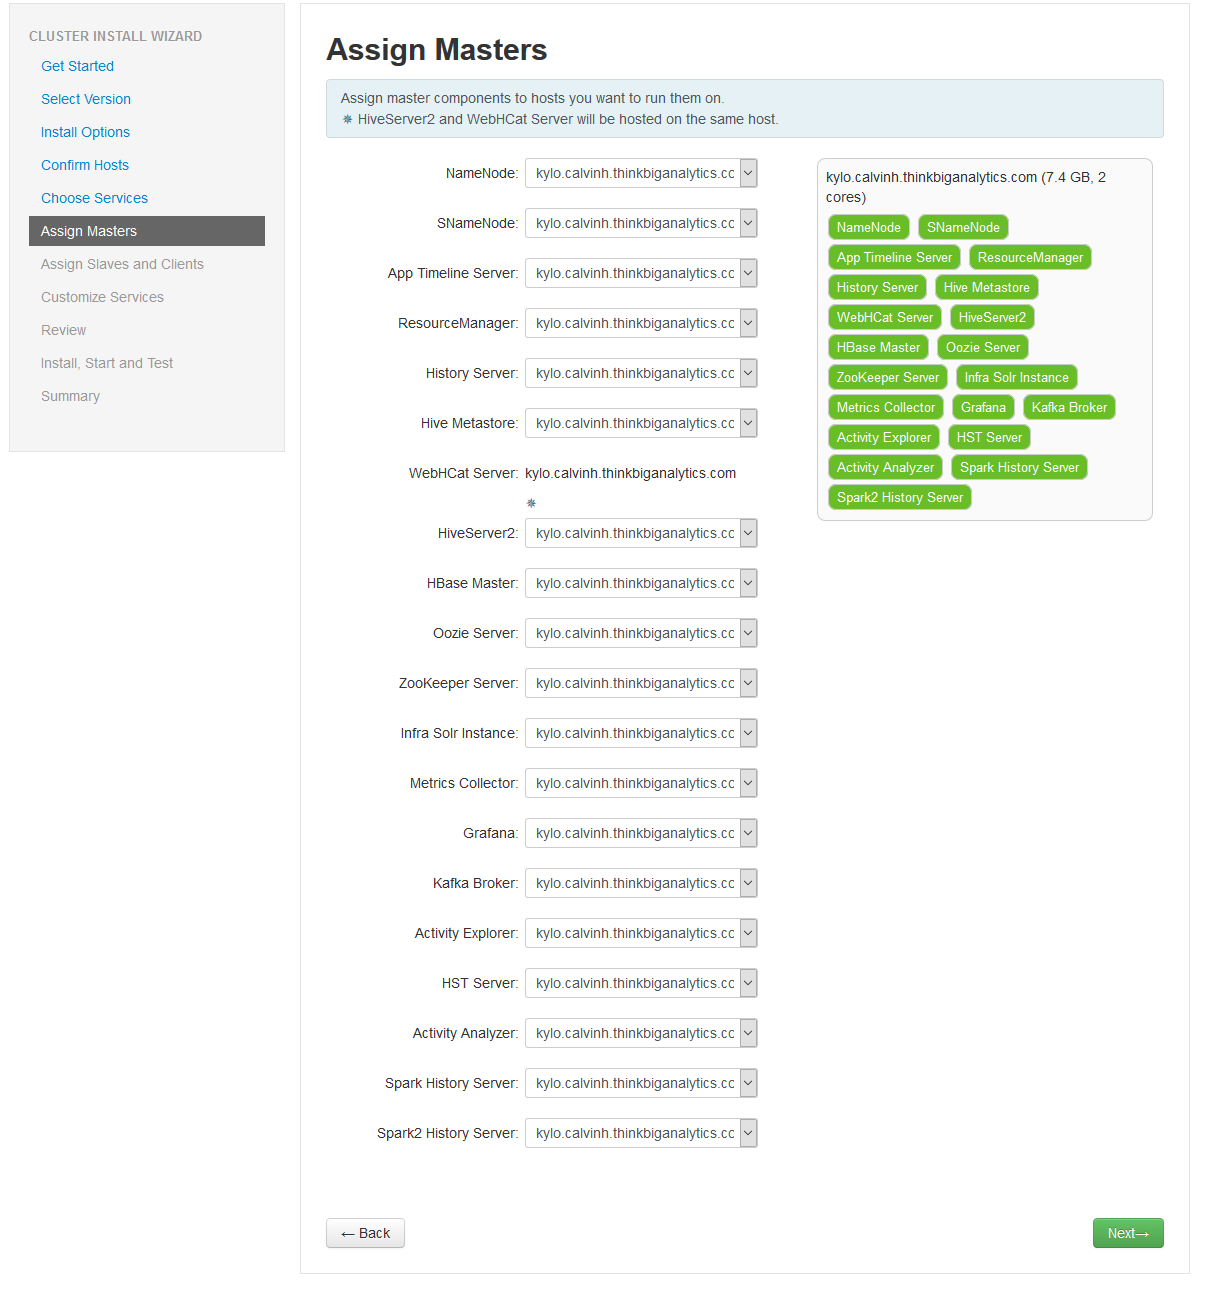 CLUSTER INSTALL WIZARD
Get Started
Select Version
Install Options
Confirm Hosts
Choose Services
Assign Masters
Assign Slaves and Clients
Customize Services
Review
Install, Start and Test
Summary
Assign Masters
Assign master components to hosts you want to run them on.
✵ HiveServer2 and WebHCat Server will be hosted on the same host.
NameNode: kylo.calvinh.thinkbiganalytics.cc
SNameNode: kylo.calvinh.thinkbiganalytics.cc
App Timeline Server: kylo.calvinh.thinkbiganalytics.cc
ResourceManager: kylo.calvinh.thinkbiganalytics.cc
History Server: kylo.calvinh.thinkbiganalytics.cc
Hive Metastore: kylo.calvinh.thinkbiganalytics.cc
WebHCat Server: kylo.calvinh.thinkbiganalytics.com
✵
HiveServer2: kylo.calvinh.thinkbiganalytics.cc
HBase Master: kylo.calvinh.thinkbiganalytics.cc
Oozie Server: kylo.calvinh.thinkbiganalytics.cc
ZooKeeper Server: kylo.calvinh.thinkbiganalytics.cc
Infra Solr Instance: kylo.calvinh.thinkbiganalytics.cc
Metrics Collector: kylo.calvinh.thinkbiganalytics.cc
Grafana: kylo.calvinh.thinkbiganalytics.cc
Kafka Broker: kylo.calvinh.thinkbiganalytics.cc
Activity Explorer: kylo.calvinh.thinkbiganalytics.cc
HST Server: kylo.calvinh.thinkbiganalytics.cc
Activity Analyzer: kylo.calvinh.thinkbiganalytics.cc
Spark History Server: kylo.calvinh.thinkbiganalytics.cc
Spark2 History Server: kylo.calvinh.thinkbiganalytics.cc
kylo.calvinh.thinkbiganalytics.com (7.4 GB, 2
cores)
NameNode SNameNode
App Timeline Server ResourceManager
History Server Hive Metastore
WebHCat Server HiveServer2
HBase Master Oozie Server
ZooKeeper Server Infra Solr Instance
Metrics Collector Grafana Kafka Broker
Activity Explorer HST Server
Activity Analyzer Spark History Server
Spark2 History Server
← Back
Next→